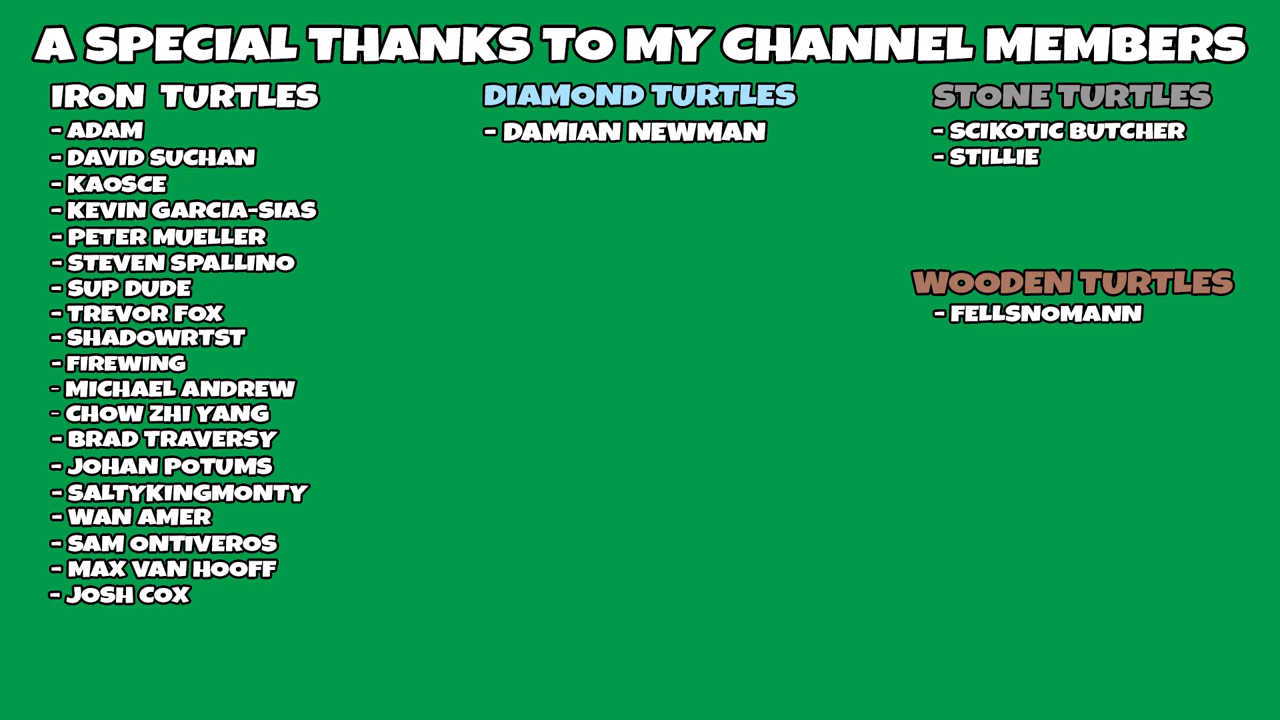 A SPECIAL THANKS TO MY CHANNEL MEMBERS
IRON TURTLES
- ADAM
- DAVID SUCHAN
- KAOSCE
- KEVIN GARCIA-SIAS
- PETER MUELLER
- STEVEN SPALLINO
- SUP DUDE
- TREVOR FOX
- SHADOWRTST
- FIREWING
- MICHAEL ANDREW
- CHOW ZHI YANG
- BRAD TRAVERSY
- JOHAN POTUMS
- SALTYKINGMONTY
- WAN AMER
- SAM ONTIVEROS
- MAX VAN HOOFF
- JOSH COX
DIAMOND TURTLES
- DAMIAN NEWMAN
STONE TURTLES
- SCIKOTIC BUTCHER
- STILLIE
WOODEN TURTLES
- FELLSNOMANN